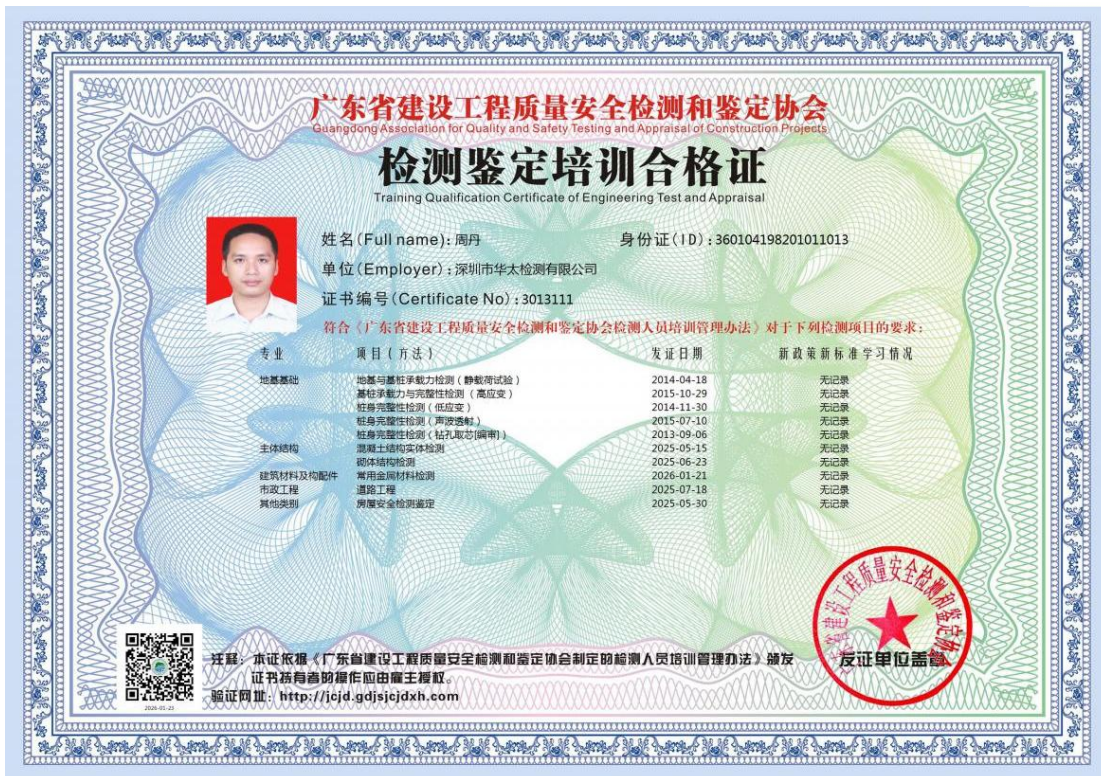 广东省建设工程质量安全检测和鉴定协会
Guangdong Association for Quality and Safety Testing and Appraisal of Construction Projects
检测鉴定培训合格证
Training Qualification Certificate of Engineering Test and Appraisal
姓名(Full name): 周丹 身份证(ID): 360104198201011013
单位(Employer): 深圳市华太检测有限公司
证书编号(Certificate No): 3013111
符合《广东省建设工程质量安全检测和鉴定协会检测人员培训管理办法》对于下列检测项目的要求:
专业 项目(方法) 发证日期 新政策新标准学习情况
地基基础 地基与基桩承载力检测(静载荷试验) 2014-04-18 无记录
基桩承载力与完整性检测(高应变) 2015-10-29 无记录
桩身完整性检测(低应变) 2014-11-30 无记录
桩身完整性检测(声波透射) 2015-07-10 无记录
桩身完整性检测(钻孔取芯[编审]) 2013-09-06 无记录
主体结构 混凝土结构实体检测 2025-05-15 无记录
砌体结构检测 2025-06-23 无记录
建筑材料及构配件 常用金属材料检测 2026-01-21 无记录
市政工程 道路工程 2025-07-18 无记录
其他类别 房屋安全检测鉴定 2025-05-30 无记录
广东省建设工程质量安全检测和鉴定协会
发证单位盖章
注释: 本证依据《广东省建设工程质量安全检测和鉴定协会制定的检测人员培训管理办法》颁发
证书持有者的操作应由雇主授权。
验证网址: http://jcjd.gdjsjcjdxh.com
2026-01-23